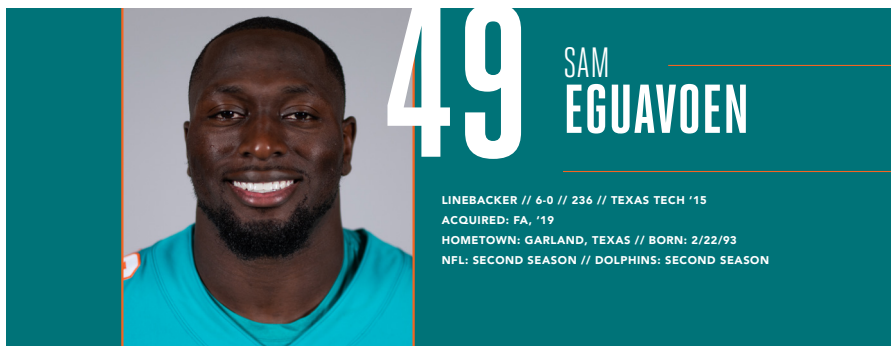 49
SAM
EGUAVOEN
LINEBACKER // 6-0 // 236 // TEXAS TECH ’15
ACQUIRED: FA, ‘19
HOMETOWN: GARLAND, TEXAS // BORN: 2/22/93
NFL: SECOND SEASON // DOLPHINS: SECOND SEASON